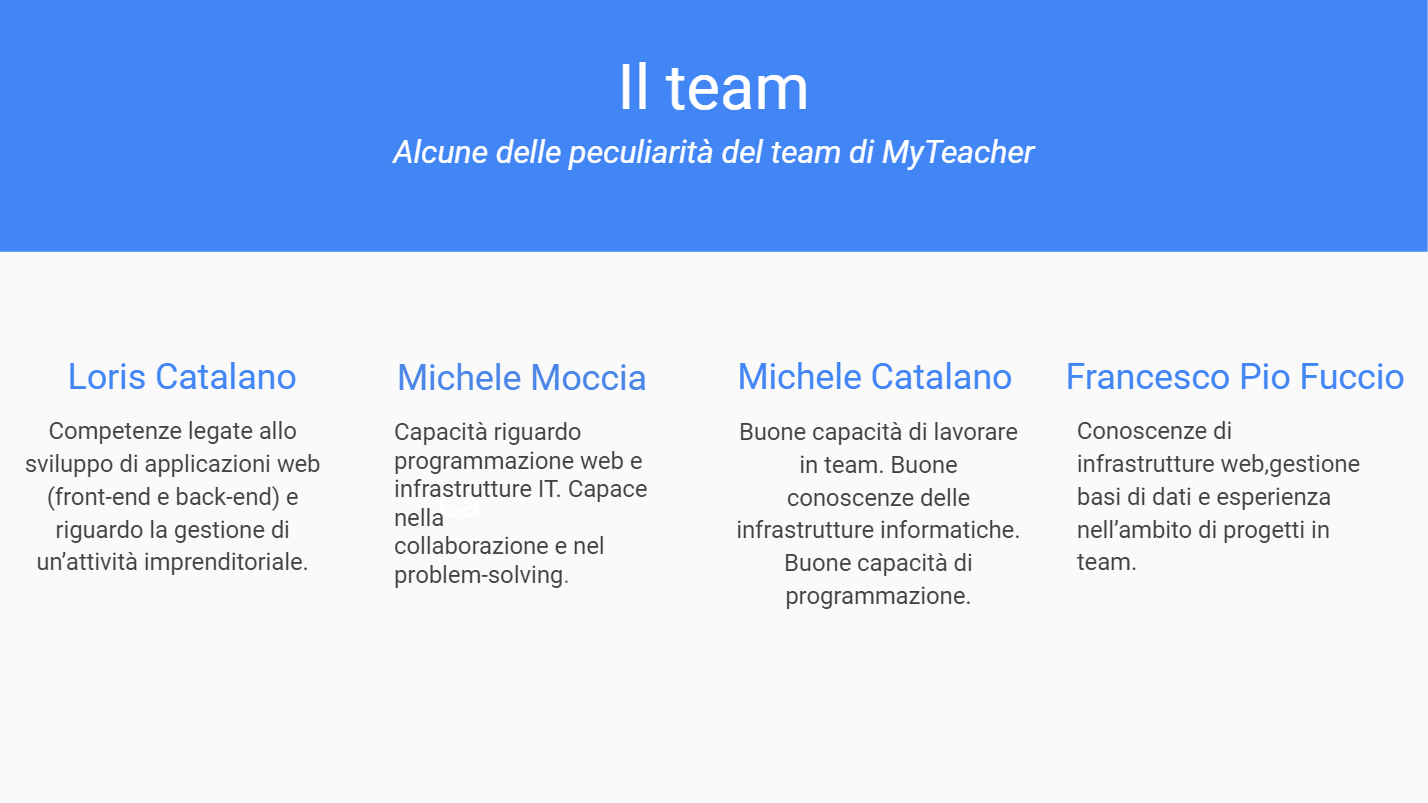 Il team
Alcune delle peculiarità del team di MyTeacher
Loris Catalano
Competenze legate allo
sviluppo di applicazioni web
(front-end e back-end) e
riguardo la gestione di
un’attività imprenditoriale.
Michele Moccia
Capacità riguardo
programmazione web e
infrastrutture IT. Capace
nella
Ca
collaborazione e nel
problem-solving.
Michele Catalano
Buone capacità di lavorare
in team. Buone
conoscenze delle
infrastrutture informatiche.
Buone capacità di
programmazione.
Francesco Pio Fuccio
Conoscenze di
infrastrutture web,gestione
basi di dati e esperienza
nell’ambito di progetti in
team.